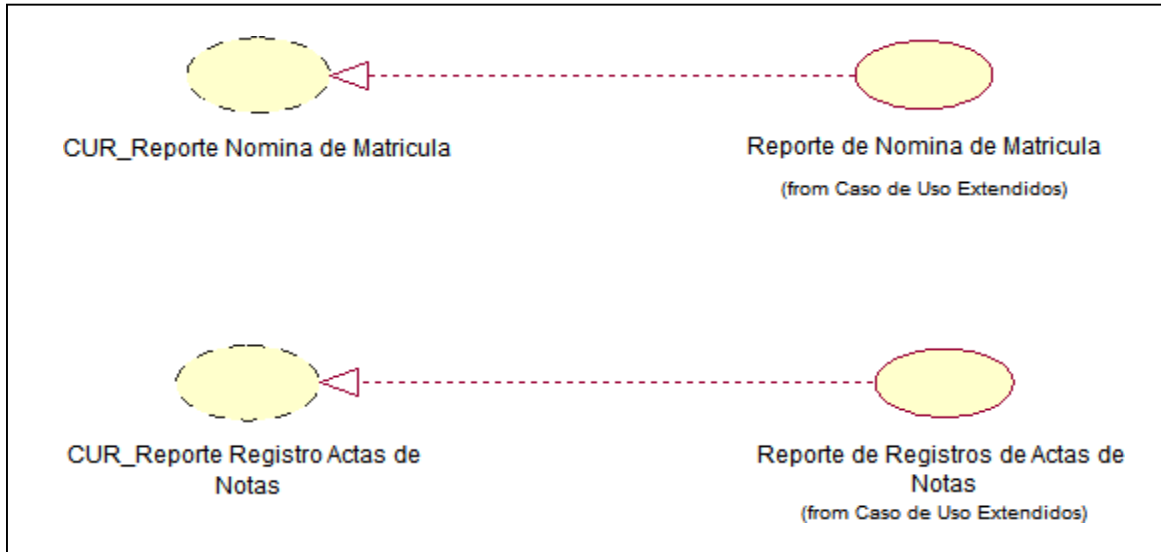 CUR_Reporte Nomina de Matricula
Reporte de Nomina de Matricula
(from Caso de Uso Extendidos)
CUR_Reporte Registro Actas de
Notas
Reporte de Registros de Actas de
Notas
(from Caso de Uso Extendidos)